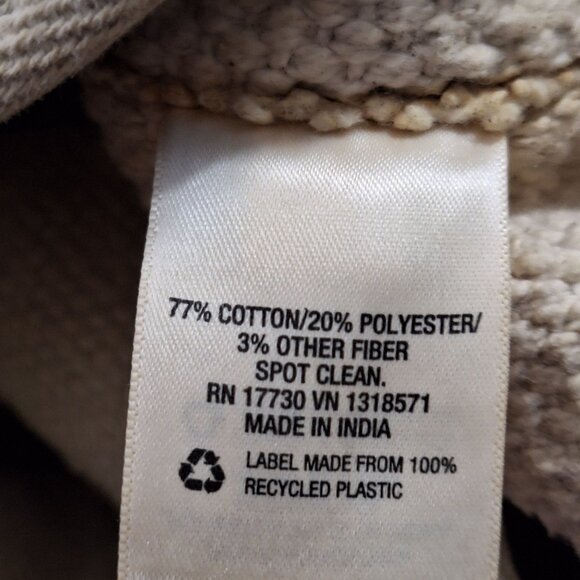 77% COTTON/20% POLYESTER/
3% OTHER FIBER
SPOT CLEAN.
RN 17730 VN 1318571
MADE IN INDIA
LABEL MADE FROM 100%
RECYCLED PLASTIC